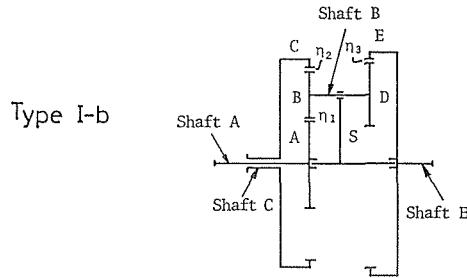 Type I-b
Shaft B
C
η2
η3
E
B
D
η1
Shaft A
A
S
Shaft C
Shaft E